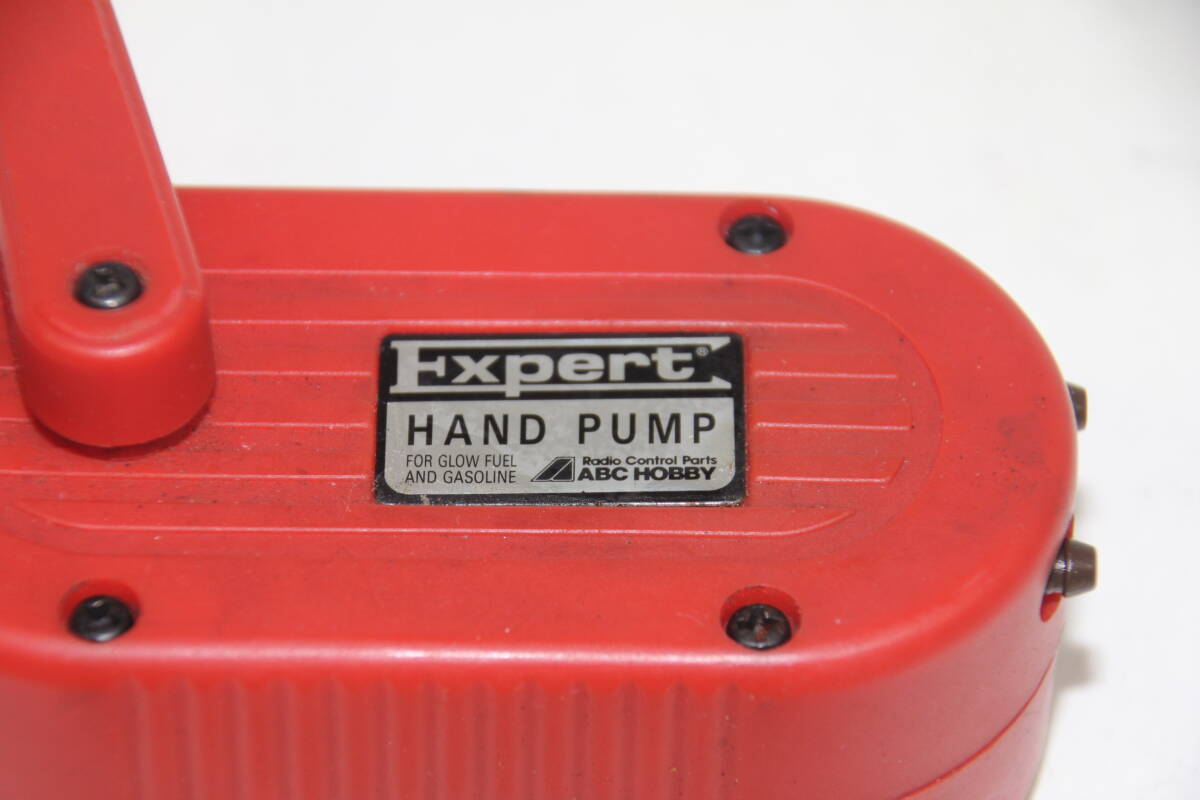 Expert®
HAND PUMP
FOR GLOW FUEL
AND GASOLINE
Radio Control Parts
ABC HOBBY